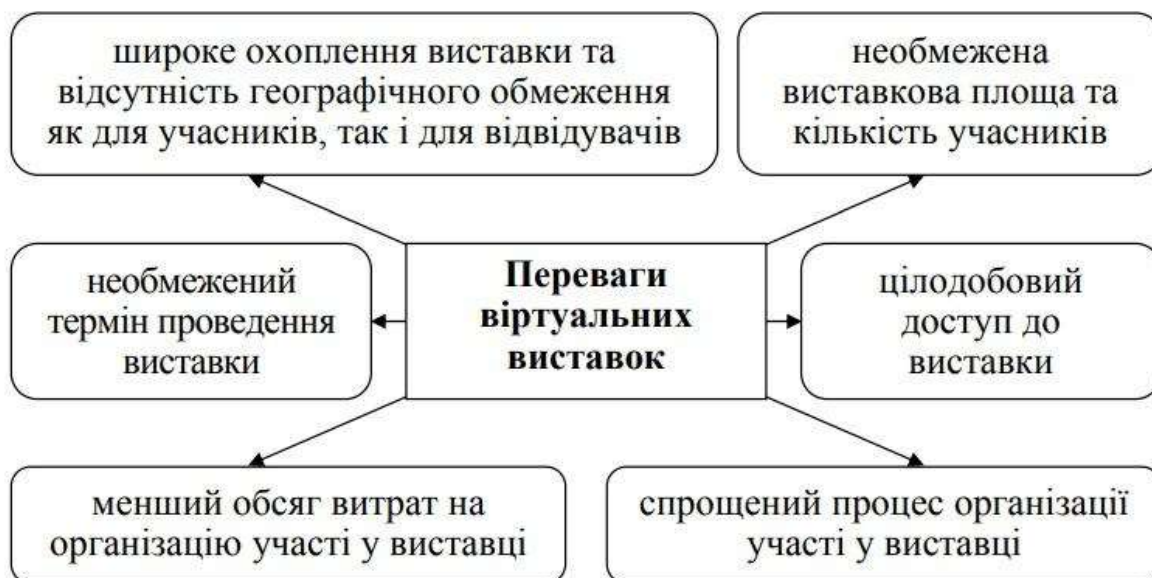 широке охоплення виставки та
відсутність географічного обмеження
як для учасників, так і для відвідувачів
необмежена
виставкова площа та
кількість учасників
необмежений
термін проведення
виставки
Переваги
віртуальних
виставок
цілодобовий
доступ до
виставки
менший обсяг витрат на
організацію участі у виставці
спрощений процес організації
участі у виставці